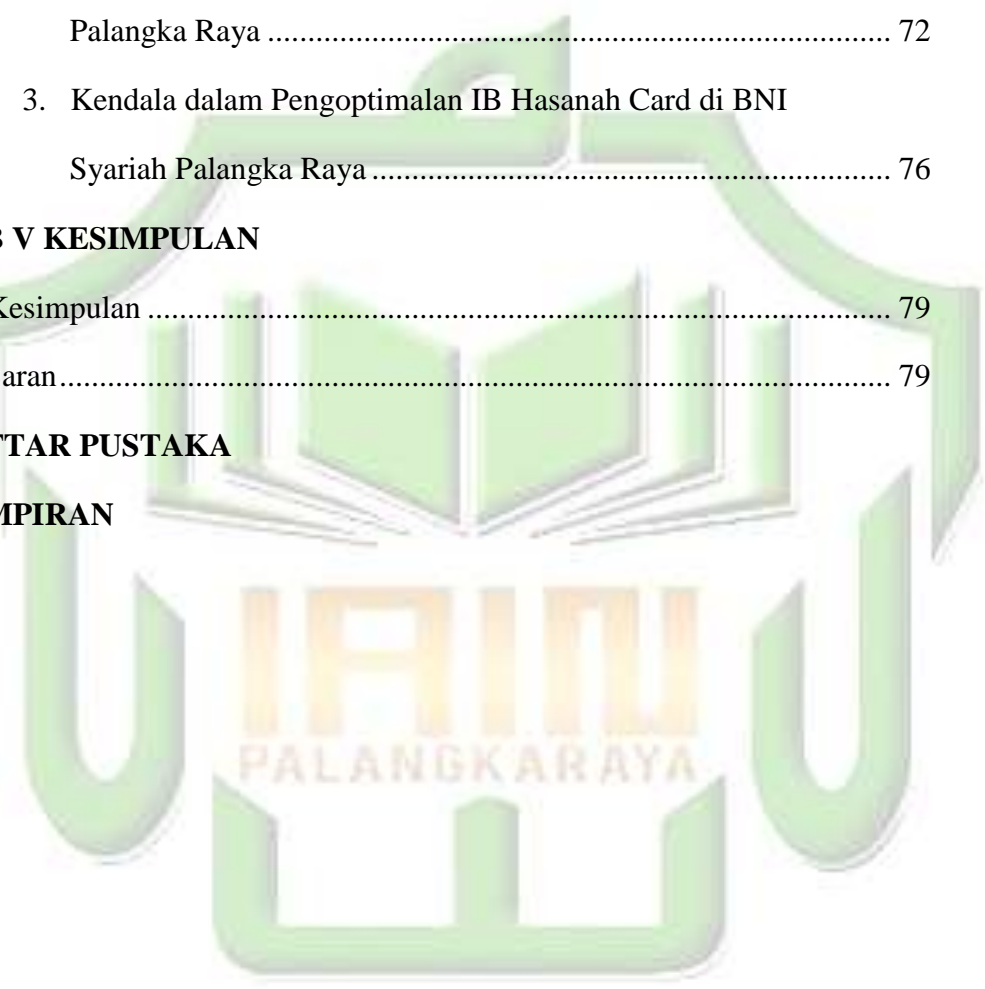 Palangka Raya .............................................................................. 72
3. Kendala dalam Pengoptimalan IB Hasanah Card di BNI
Syariah Palangka Raya ................................................................. 76
V KESIMPULAN
Kesimpulan ............................................................................................ 79
aran........................................................................................................ 79
TAR PUSTAKA
MPIRAN
IAIN
PALANGKARAYA